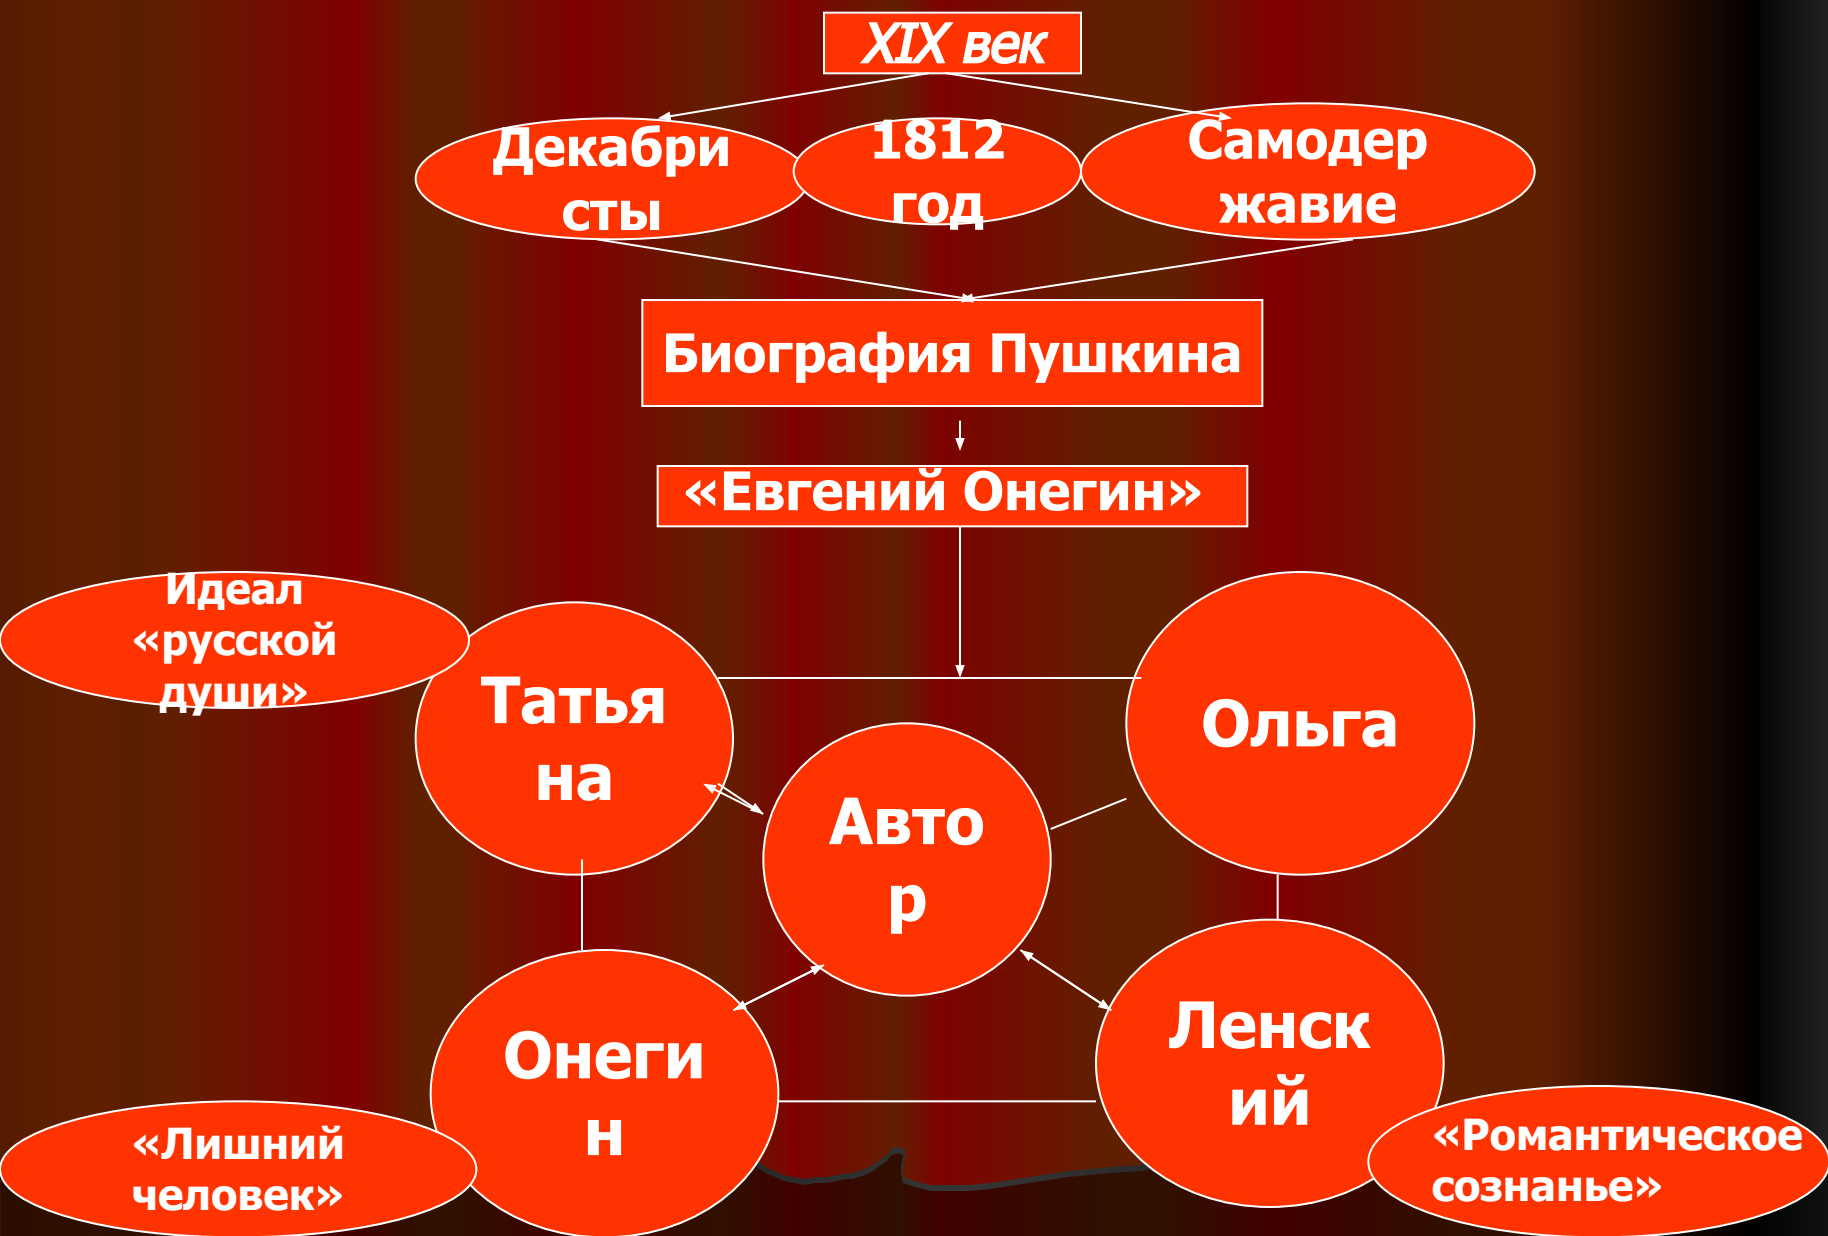 XIX век
Декабри
сты
1812
год
Самодер
жавие
Биография Пушкина
«Евгений Онегин»
Идеал
«русской
души»
Татья
на
Ольга
Авто
р
Онеги
н
Ленск
ий
«Лишний
человек»
«Романтическое
сознанье»